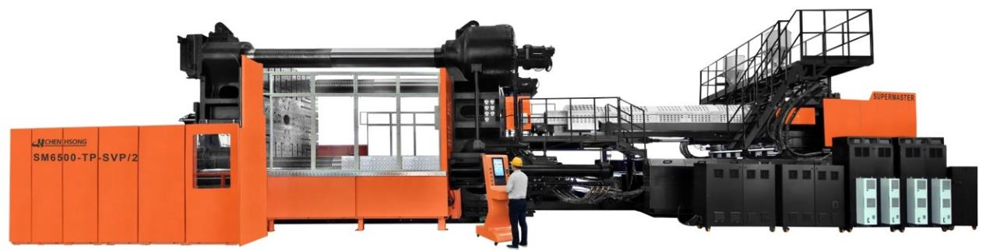 CHEN HSONG
SM6500-TP-SVP/2
SUPERMASTER